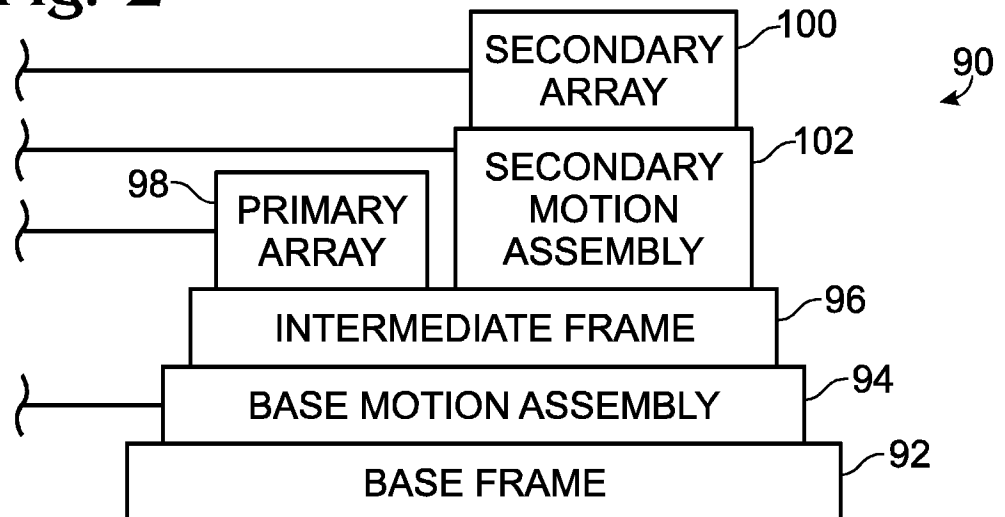 Fig. 2
SECONDARY
ARRAY
100
90
SECONDARY
MOTION
ASSEMBLY
102
98
PRIMARY
ARRAY
INTERMEDIATE FRAME
96
BASE MOTION ASSEMBLY
94
BASE FRAME
92